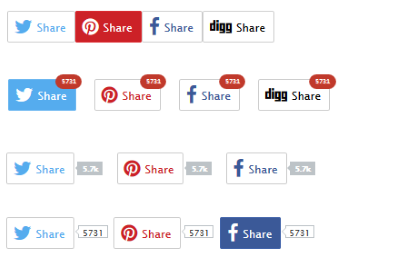 Share Share Share digg Share
5731 5731 5731 5731
Share Share Share digg Share
Share 5.7k Share 5.7k Share 5.7k
Share 5731 Share 5731 Share 5731